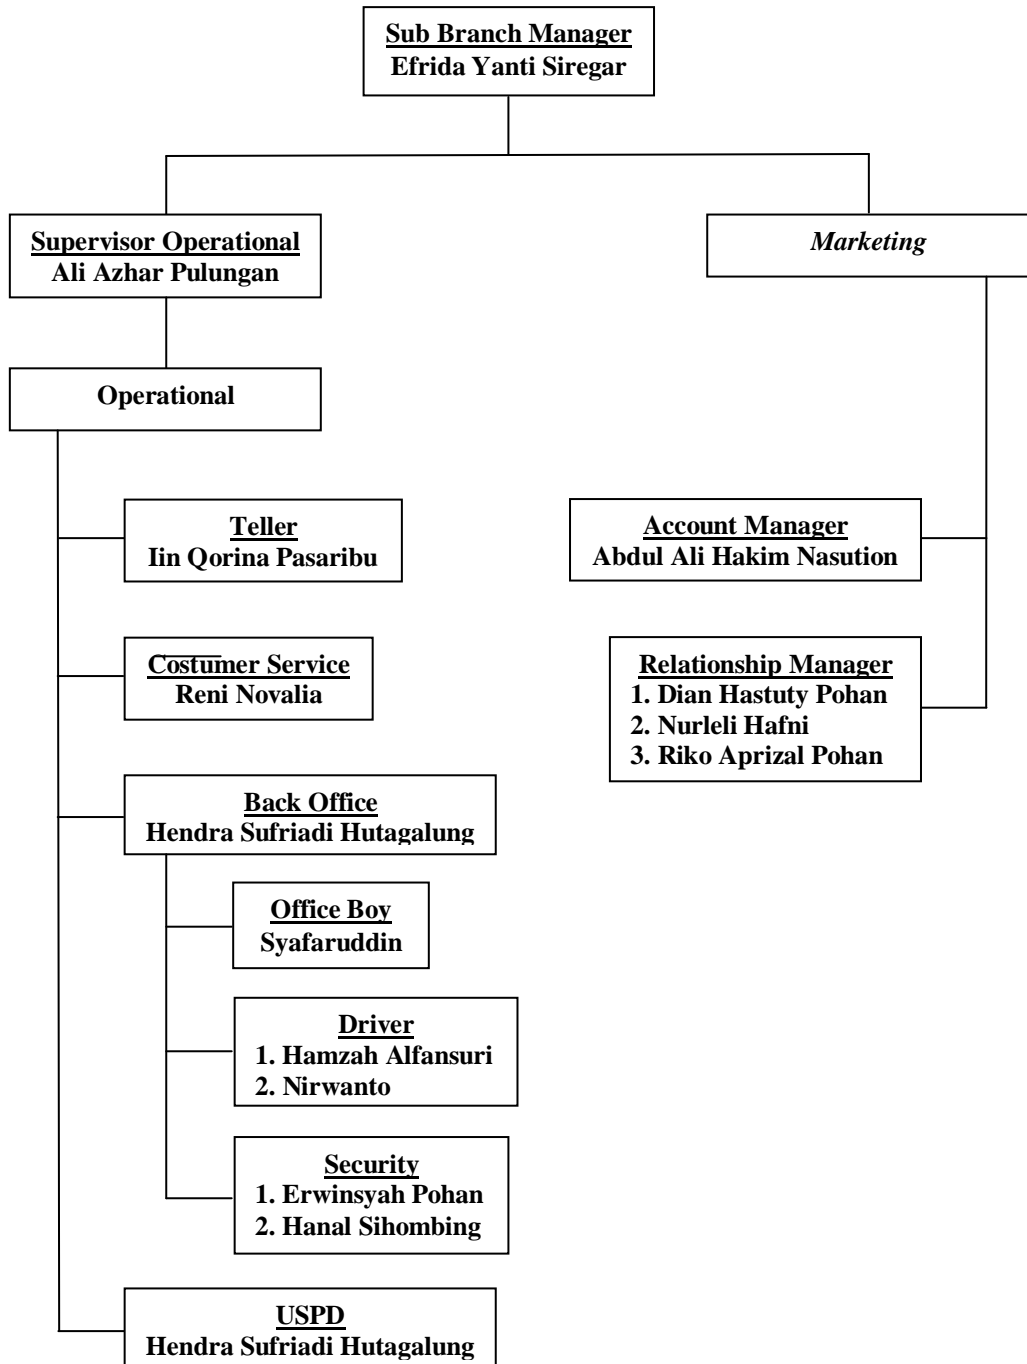 Sub Branch Manager
Efrida Yanti Siregar
Supervisor Operational
Ali Azhar Pulungan
Marketing
Operational
Teller
Iin Qorina Pasaribu
Account Manager
Abdul Ali Hakim Nasution
Costumer Service
Reni Novalia
Relationship Manager
1. Dian Hastuty Pohan
2. Nurleli Hafni
3. Riko Aprizal Pohan
Back Office
Hendra Sufriadi Hutagalung
Office Boy
Syafaruddin
Driver
1. Hamzah Alfansuri
2. Nirwanto
Security
1. Erwinsyah Pohan
2. Hanal Sihombing
USPD
Hendra Sufriadi Hutagalung